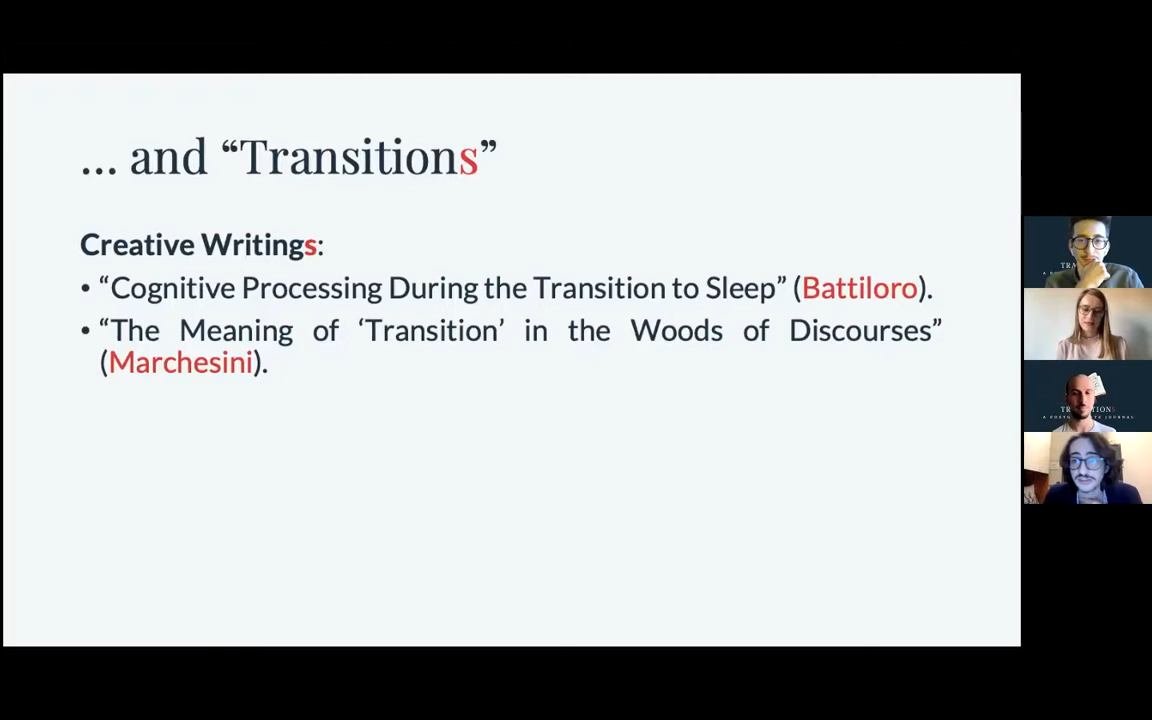 … and “Transitions”
Creative Writings:
• “Cognitive Processing During the Transition to Sleep” (Battiloro).
• “The Meaning of ‘Transition’ in the Woods of Discourses”
(Marchesini).